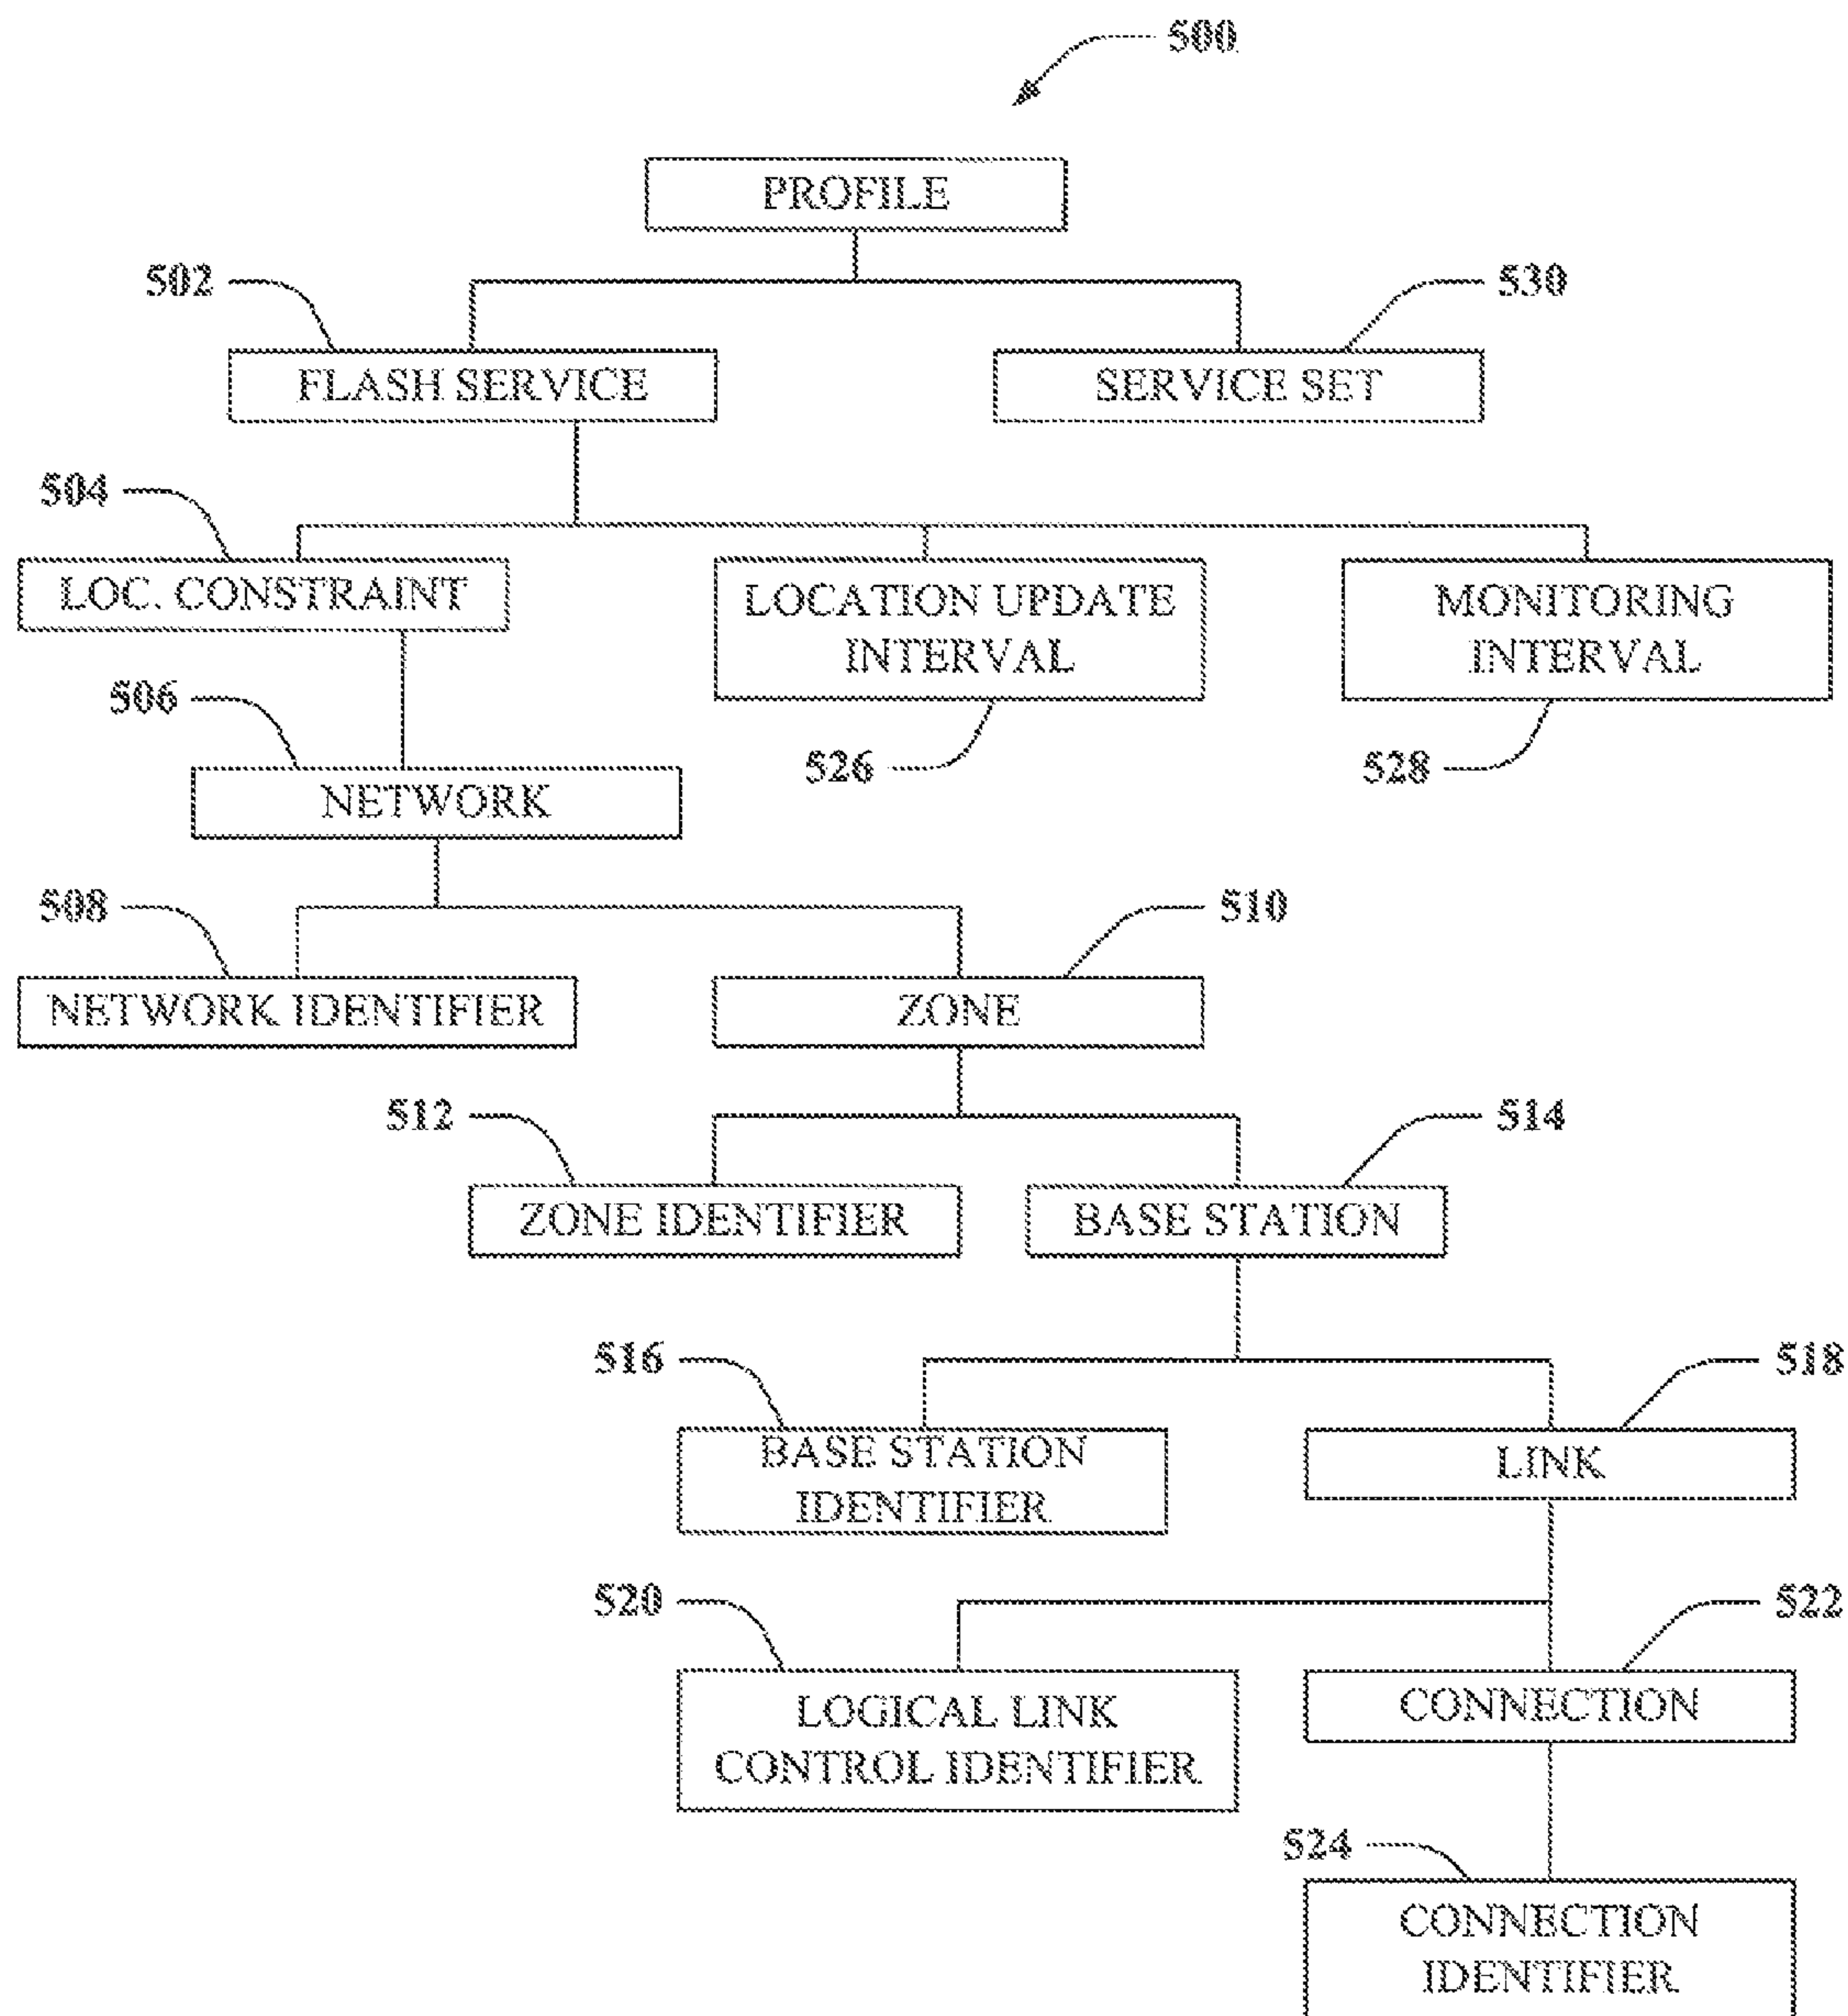 500
PROFILE
502
530
FLASH SERVICE
SERVICE SET
504
LOC. CONSTRAINT
LOCATION UPDATE
INTERVAL
MONITORING
INTERVAL
506
526
528
NETWORK
508
510
NETWORK IDENTIFIER
ZONE
512
514
ZONE IDENTIFIER
BASE STATION
516
518
BASE STATION
IDENTIFIER
LINK
520
522
LOGICAL LINK
CONTROL IDENTIFIER
CONNECTION
524
CONNECTION
IDENTIFIER